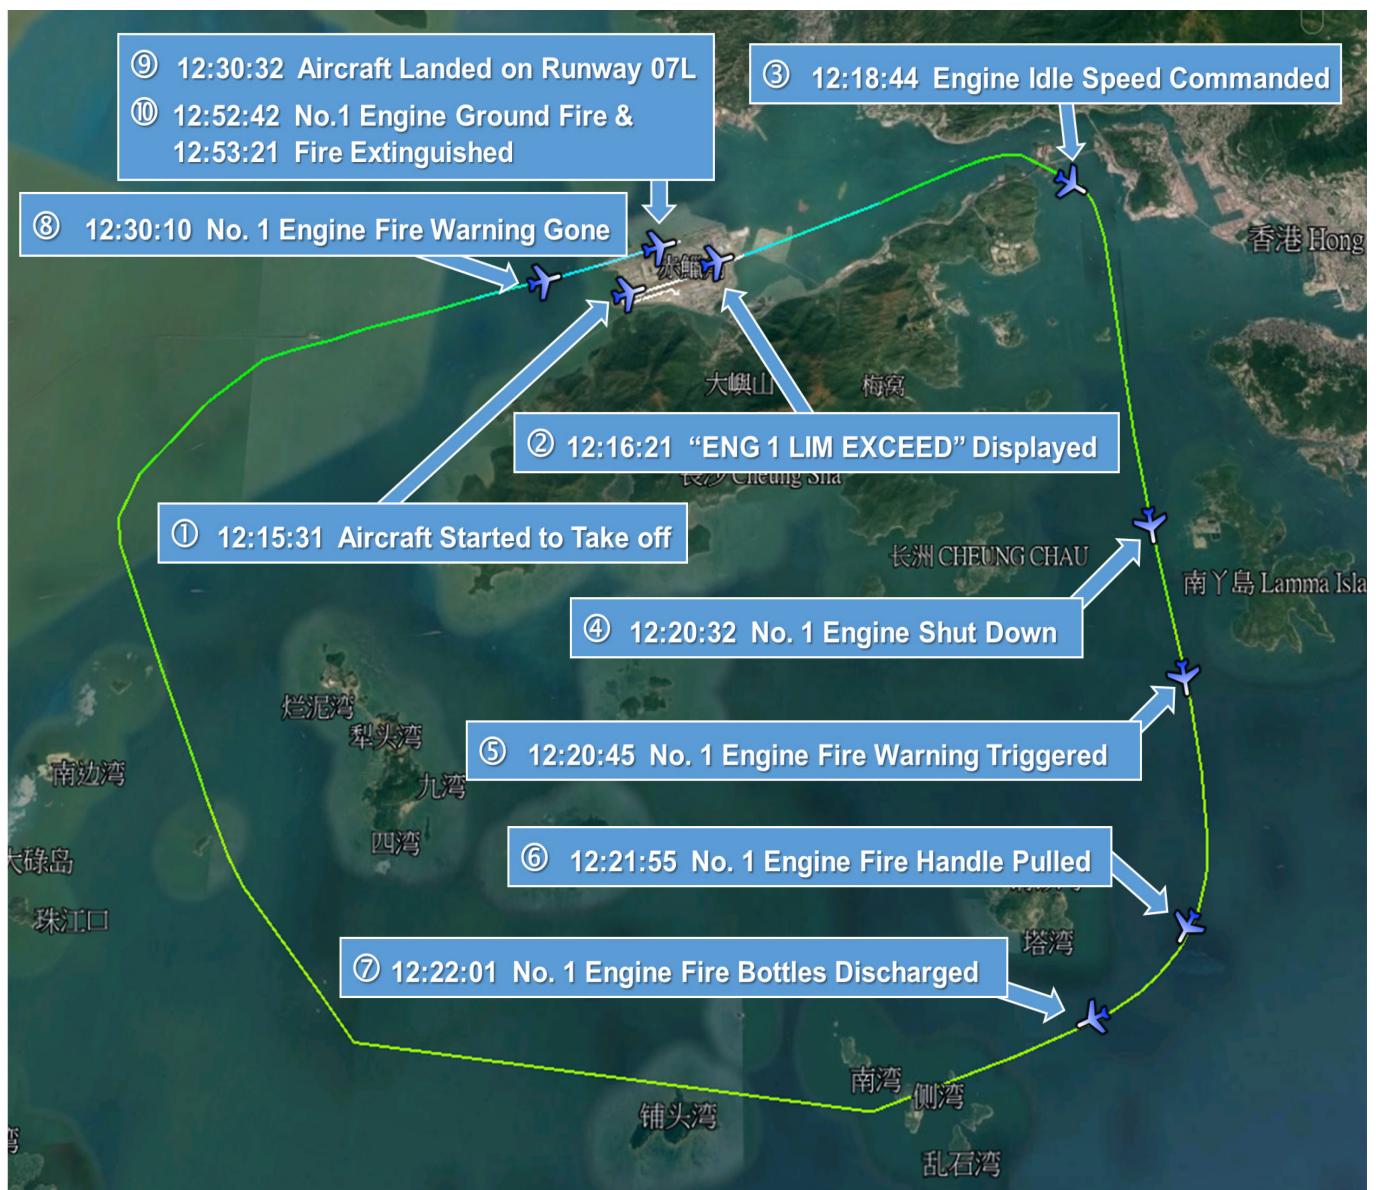 ⑨ 12:30:32 Aircraft Landed on Runway 07L
⑩ 12:52:42 No.1 Engine Ground Fire &
12:53:21 Fire Extinguished
③ 12:18:44 Engine Idle Speed Commanded
⑧ 12:30:10 No. 1 Engine Fire Warning Gone
香港 Hong
大嶼山
梅窝
② 12:16:21 “ENG 1 LIM EXCEED” Displayed
長沙 Cheung Sha
① 12:15:31 Aircraft Started to Take off
长洲 CHEUNG CHAU
南丫島 Lamma Isla
④ 12:20:32 No. 1 Engine Shut Down
烂泥湾
犁头湾
⑤ 12:20:45 No. 1 Engine Fire Warning Triggered
南边湾
九湾
四湾
⑥ 12:21:55 No. 1 Engine Fire Handle Pulled
大碌岛
珠江口
塔湾
⑦ 12:22:01 No. 1 Engine Fire Bottles Discharged
南湾
侧湾
铺头湾
湾
乱石湾